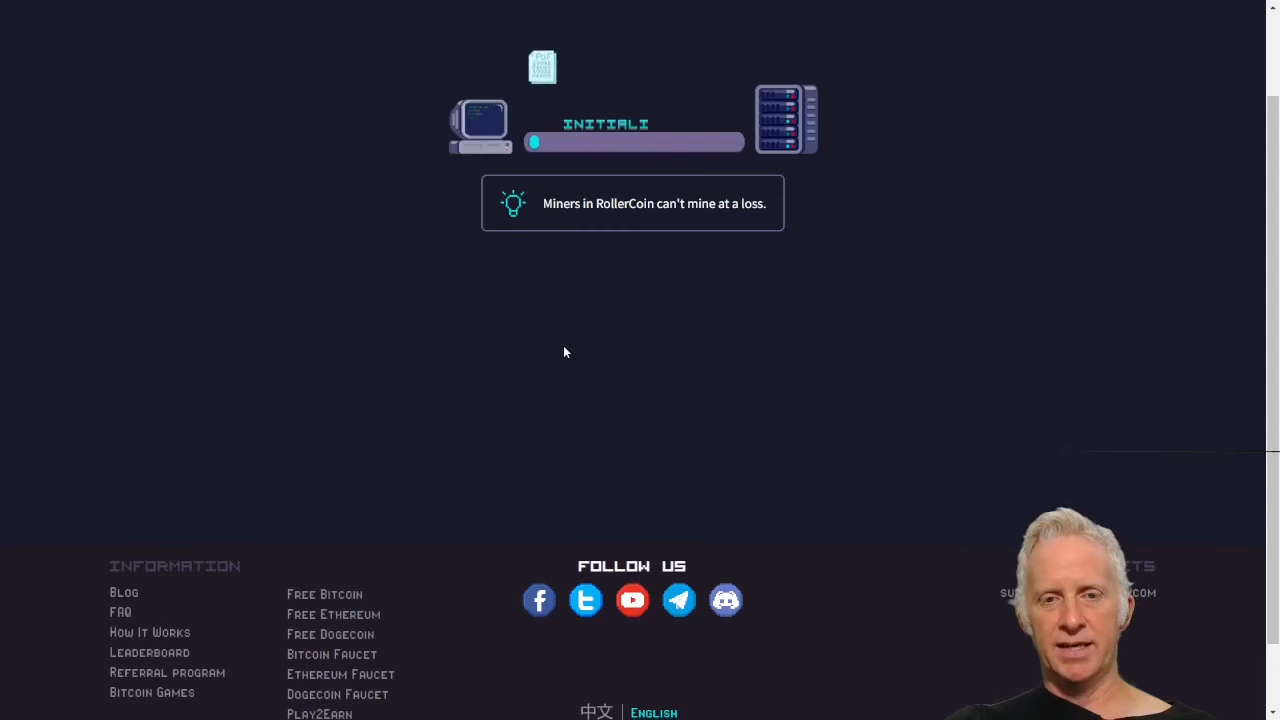 INITIALI
Miners in RollerCoin can't mine at a loss.
INFORMATION
BLOG
FAQ
HOW IT WORKS
LEADERBOARD
REFERRAL PROGRAM
BITCOIN GAMES
FREE BITCOIN
FREE ETHEREUM
FREE DOGECOIN
BITCOIN FAUCET
ETHEREUM FAUCET
DOGECOIN FAUCET
PLAY2EARN
FOLLOW US
中文 | ENGLISH